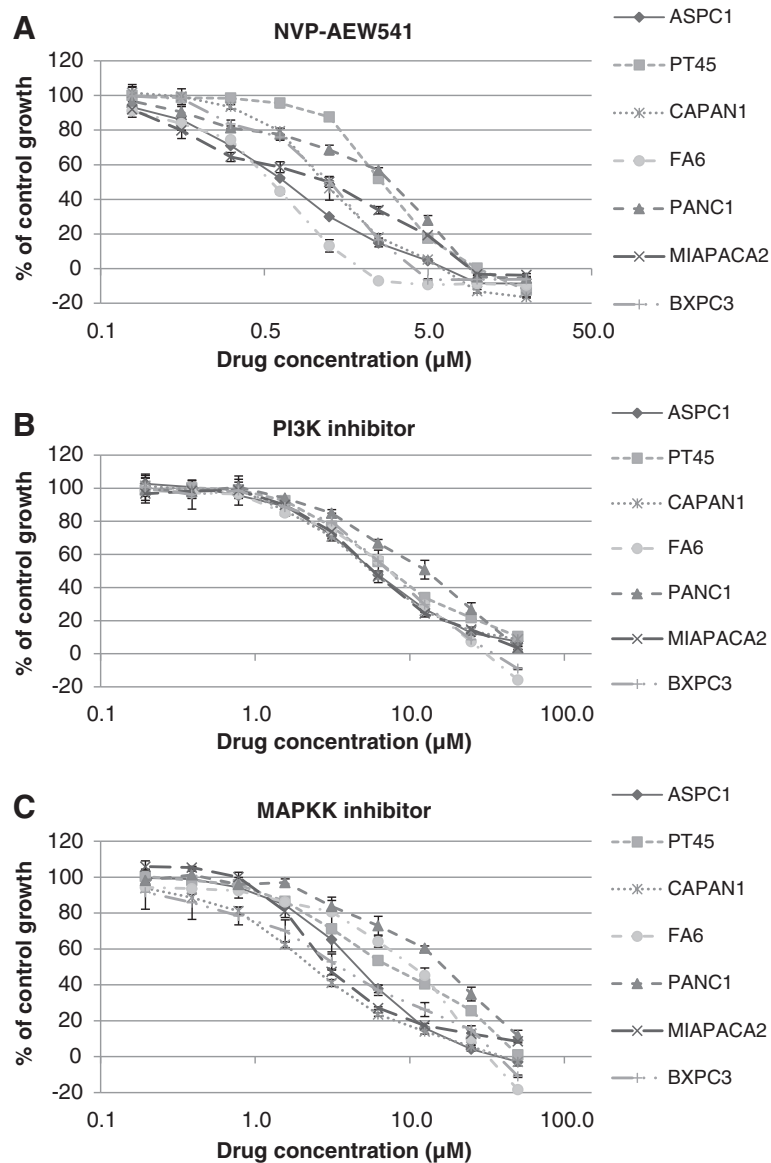 A
NVP-AEW541
% of control growth
120
100
80
60
40
20
0
-20
0.1
0.5
5.0
50.0
Drug concentration (µM)
ASPC1
PT45
CAPAN1
FA6
PANC1
MIAPACA2
BXPC3
B
PI3K inhibitor
% of control growth
120
100
80
60
40
20
0
-20
0.1
1.0
10.0
100.0
Drug concentration (µM)
ASPC1
PT45
CAPAN1
FA6
PANC1
MIAPACA2
BXPC3
C
MAPKK inhibitor
% of control growth
120
100
80
60
40
20
0
-20
0.1
1.0
10.0
100.0
Drug concentration (µM)
ASPC1
PT45
CAPAN1
FA6
PANC1
MIAPACA2
BXPC3